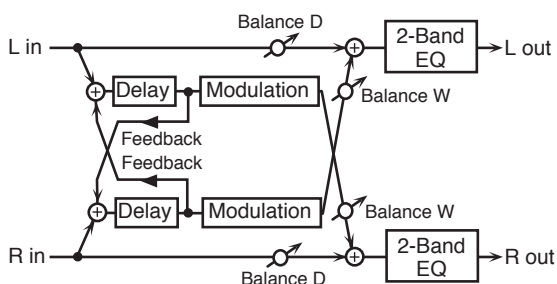 Balance D
L in
2-Band
EQ
L out
Delay
Modulation
Balance W
Feedback
Feedback
Delay
Modulation
Balance W
R in
Balance D
2-Band
EQ
R out